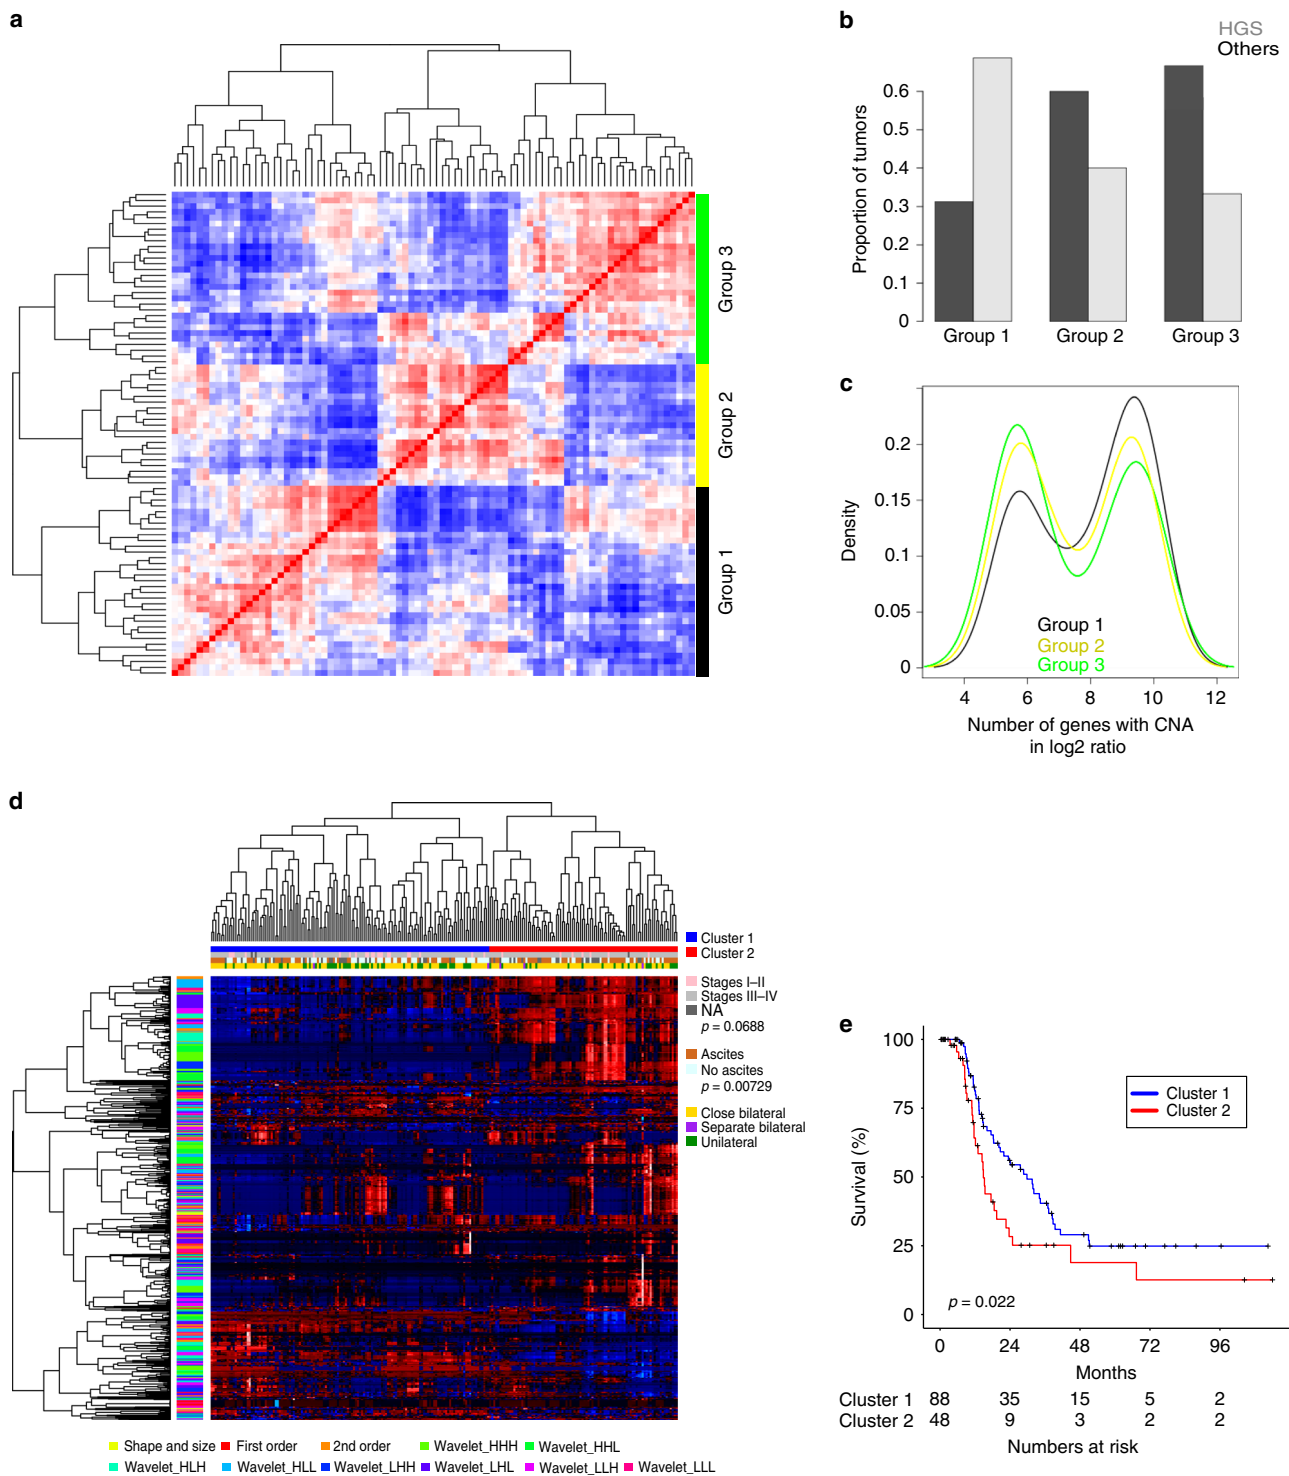 a
Group 3
Group 2
Group 1
b
HGS
Others
Proportion of tumors
0.6
0.5
0.4
0.3
0.2
0.1
0
Group 1 Group 2 Group 3
c
Density
0.2
0.15
0.1
0.05
0
Group 1
Group 2
Group 3
4 6 8 10 12
Number of genes with CNA
in log2 ratio
d
Cluster 1
Cluster 2
Stages I–II
Stages III–IV
NA
p = 0.0688
Ascites
No ascites
p = 0.00729
Close bilateral
Separate bilateral
Unilateral
Shape and size First order 2nd order Wavelet_HHH Wavelet_HHL
Wavelet_HLH Wavelet_HLL Wavelet_LHH Wavelet_LHL Wavelet_LLH Wavelet_LLL
e
Survival (%)
100
75
50
25
0
Cluster 1
Cluster 2
p = 0.022
0 24 48 72 96
Months
Cluster 1 88 35 15 5 2
Cluster 2 48 9 3 2 2
Numbers at risk